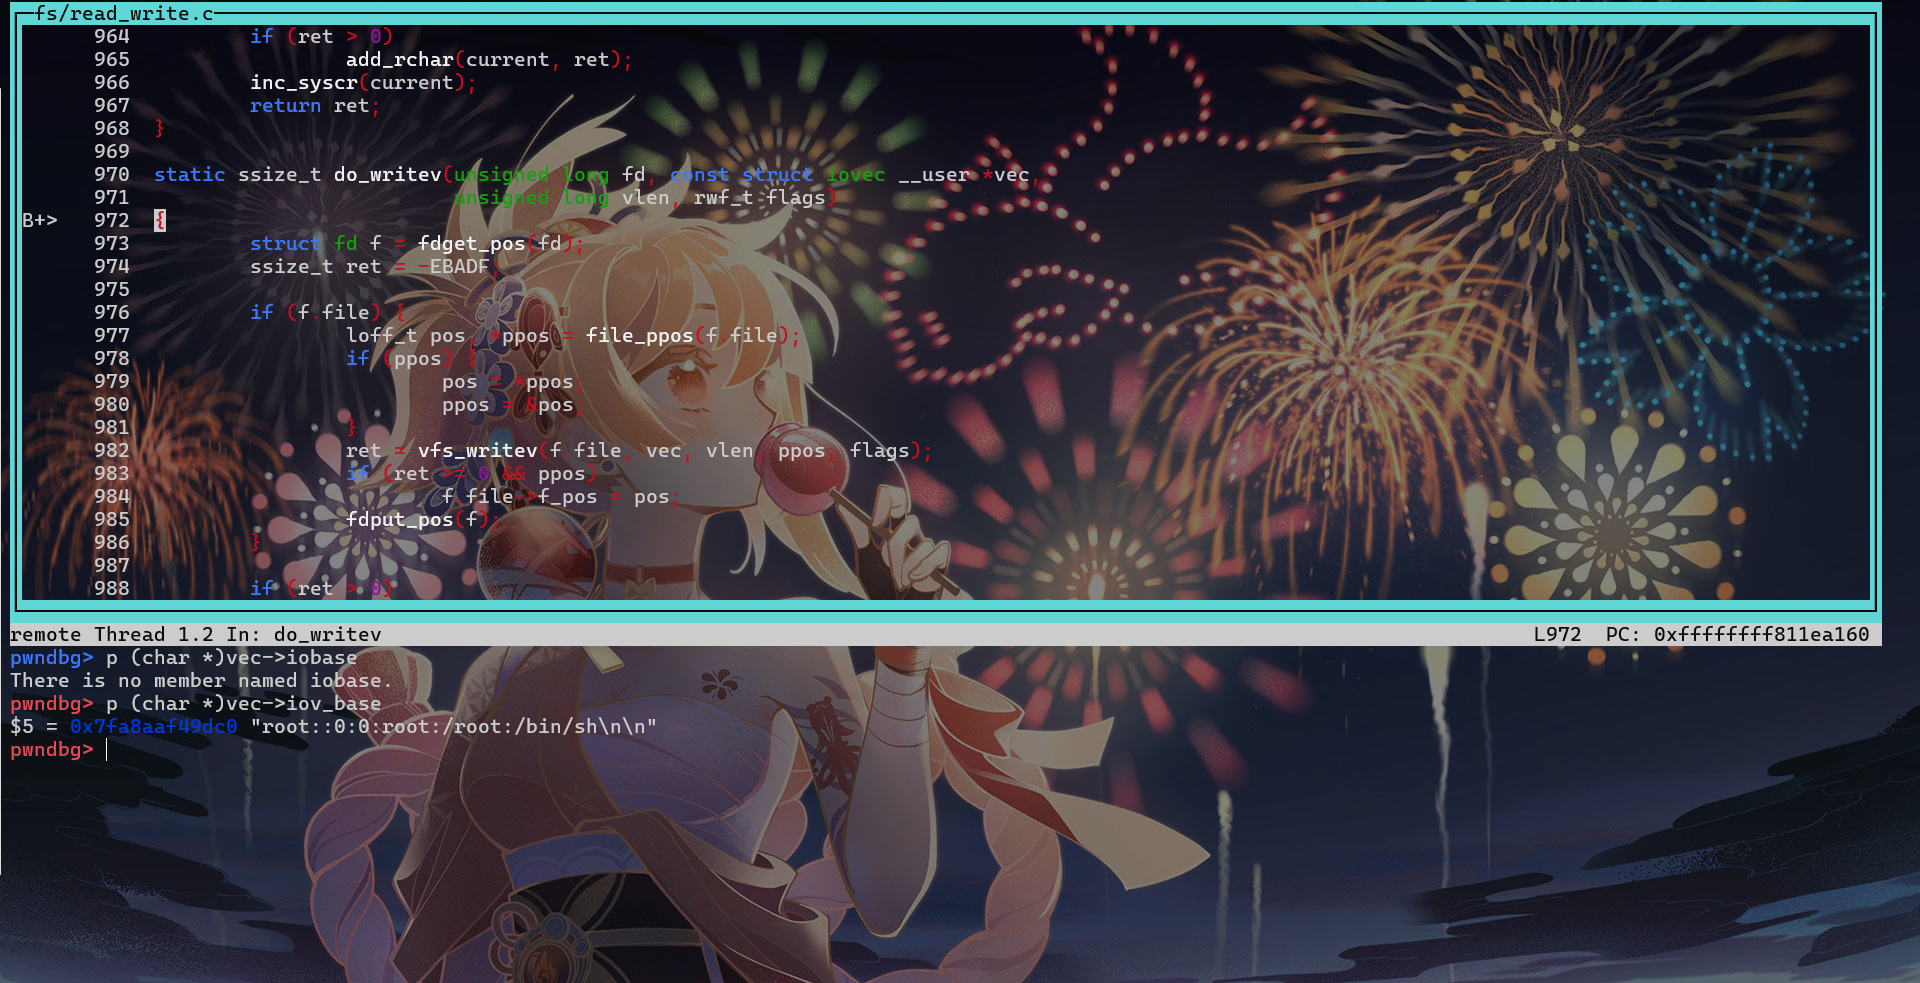 fs/read_write.c
964 if (ret > 0)
965 add_rchar(current, ret);
966 inc_syscr(current);
967 return ret;
968 }
969
970 static ssize_t do_writev(unsigned long fd, const struct iovec __user *vec,
971 unsigned long vlen, rwf_t flags)
B+> 972 {
973 struct fd f = fdget_pos(fd);
974 ssize_t ret = -EBADF;
975
976 if (f.file) {
977 loff_t pos, *ppos = file_ppos(f.file);
978 if (ppos) {
979 pos = *ppos;
980 ppos = &pos;
981 }
982 ret = vfs_writev(f.file, vec, vlen, ppos, flags);
983 if (ret >= 0 && ppos)
984 f.file->f_pos = pos;
985 fdput_pos(f);
986 }
987
988 if (ret > 0)
remote Thread 1.2 In: do_writev L972 PC: 0xffffffff811ea160
pwndbg> p (char *)vec->iobase
There is no member named iobase.
pwndbg> p (char *)vec->iov_base
$5 = 0x7fa8aaf49dc0 "root::0:0:root:/root:/bin/sh\n\n"
pwndbg>